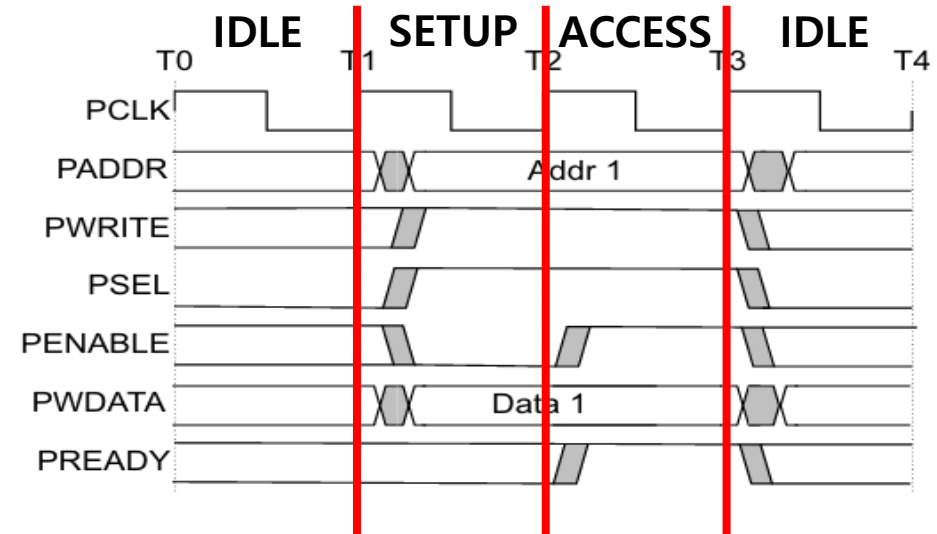 IDLE SETUP ACCESS IDLE
T0 T1 T2 T3 T4
PCLK
PADDR Addr 1
PWRITE
PSEL
PENABLE
PWDATA Data 1
PREADY